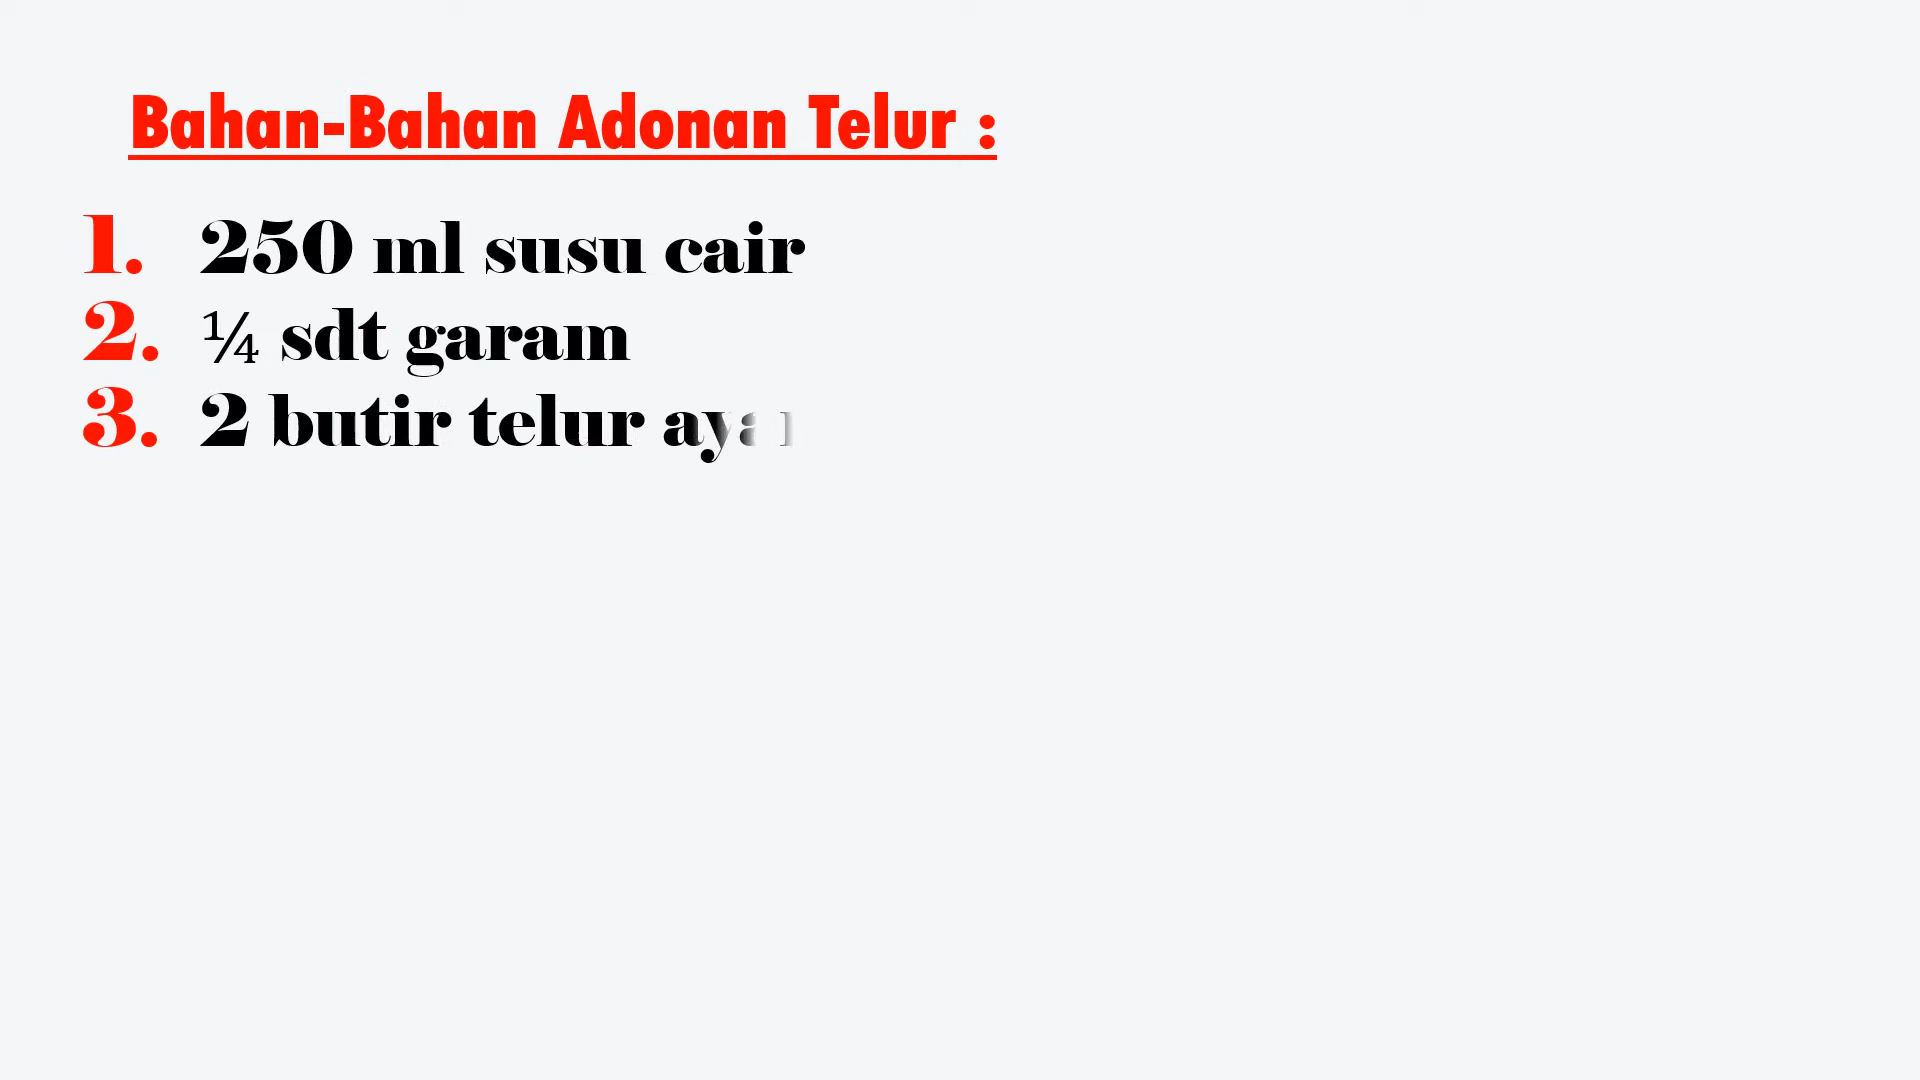 Bahan-Bahan Adonan Telur :
1. 250 ml susu cair
2. ¼ sdt garam
3. 2 butir telur